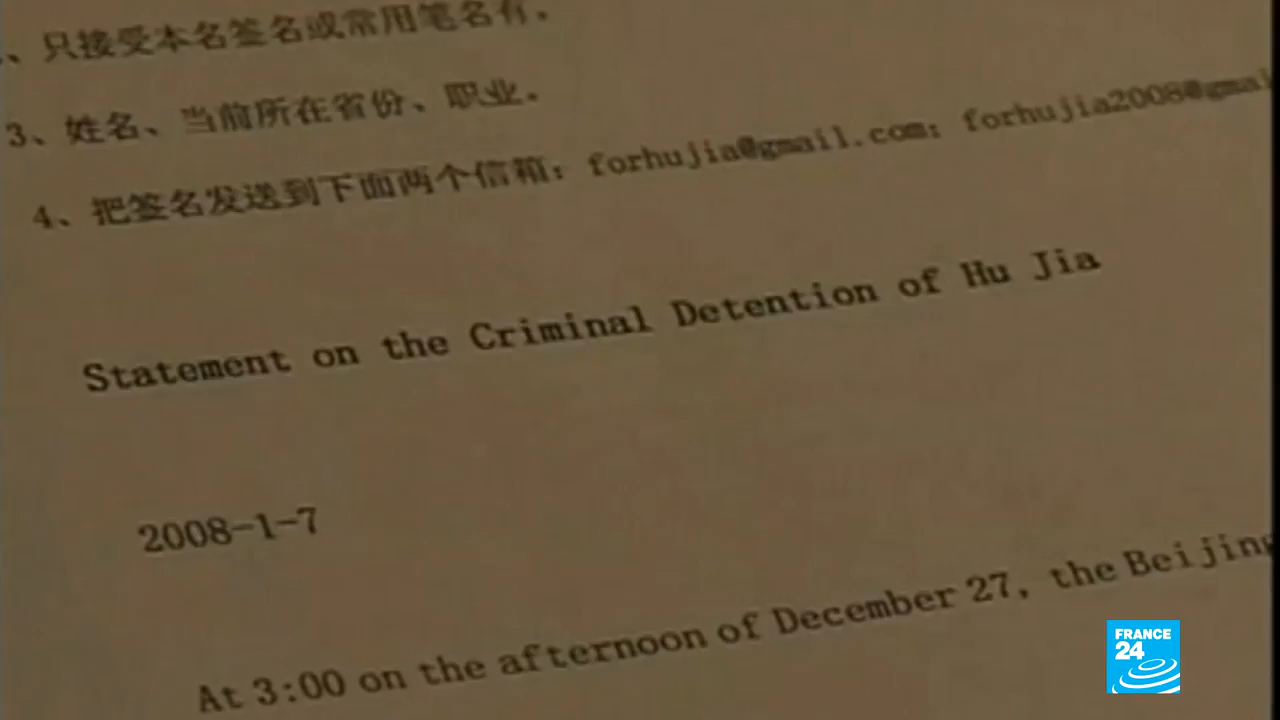 、只接受本名签名或常用笔名有。
3、姓名、当前所在省份、职业。
4、把签名发送到下面两个信箱：forhujia@gmail.com；forhujia2008@gmai
Statement on the Criminal Detention of Hu Jia
2008-1-7
At 3:00 on the afternoon of December 27, the Beijing
FRANCE
24